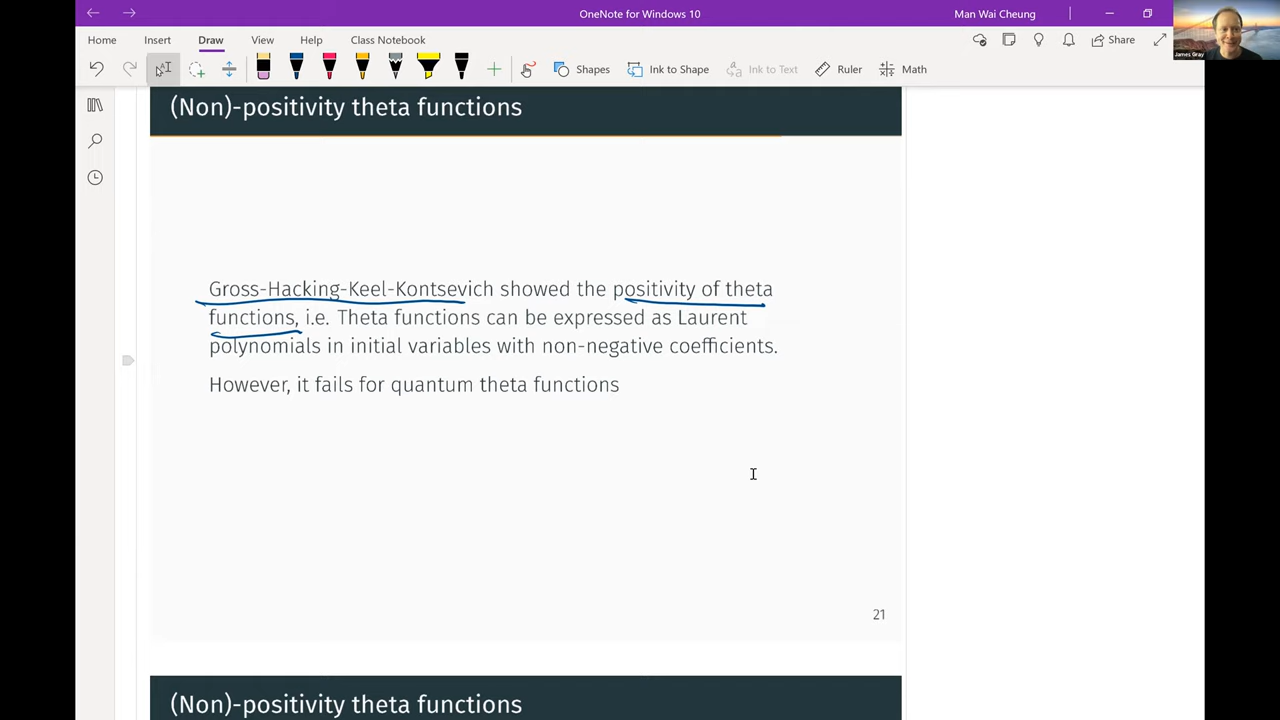 OneNote for Windows 10
Man Wai Cheung
Home Insert Draw View Help Class Notebook
Share
James Gray
Shapes Ink to Shape Ink to Text Ruler Math
(Non)-positivity theta functions
Gross-Hacking-Keel-Kontsevich showed the positivity of theta
functions, i.e. Theta functions can be expressed as Laurent
polynomials in initial variables with non-negative coefficients.
However, it fails for quantum theta functions
21
(Non)-positivity theta functions